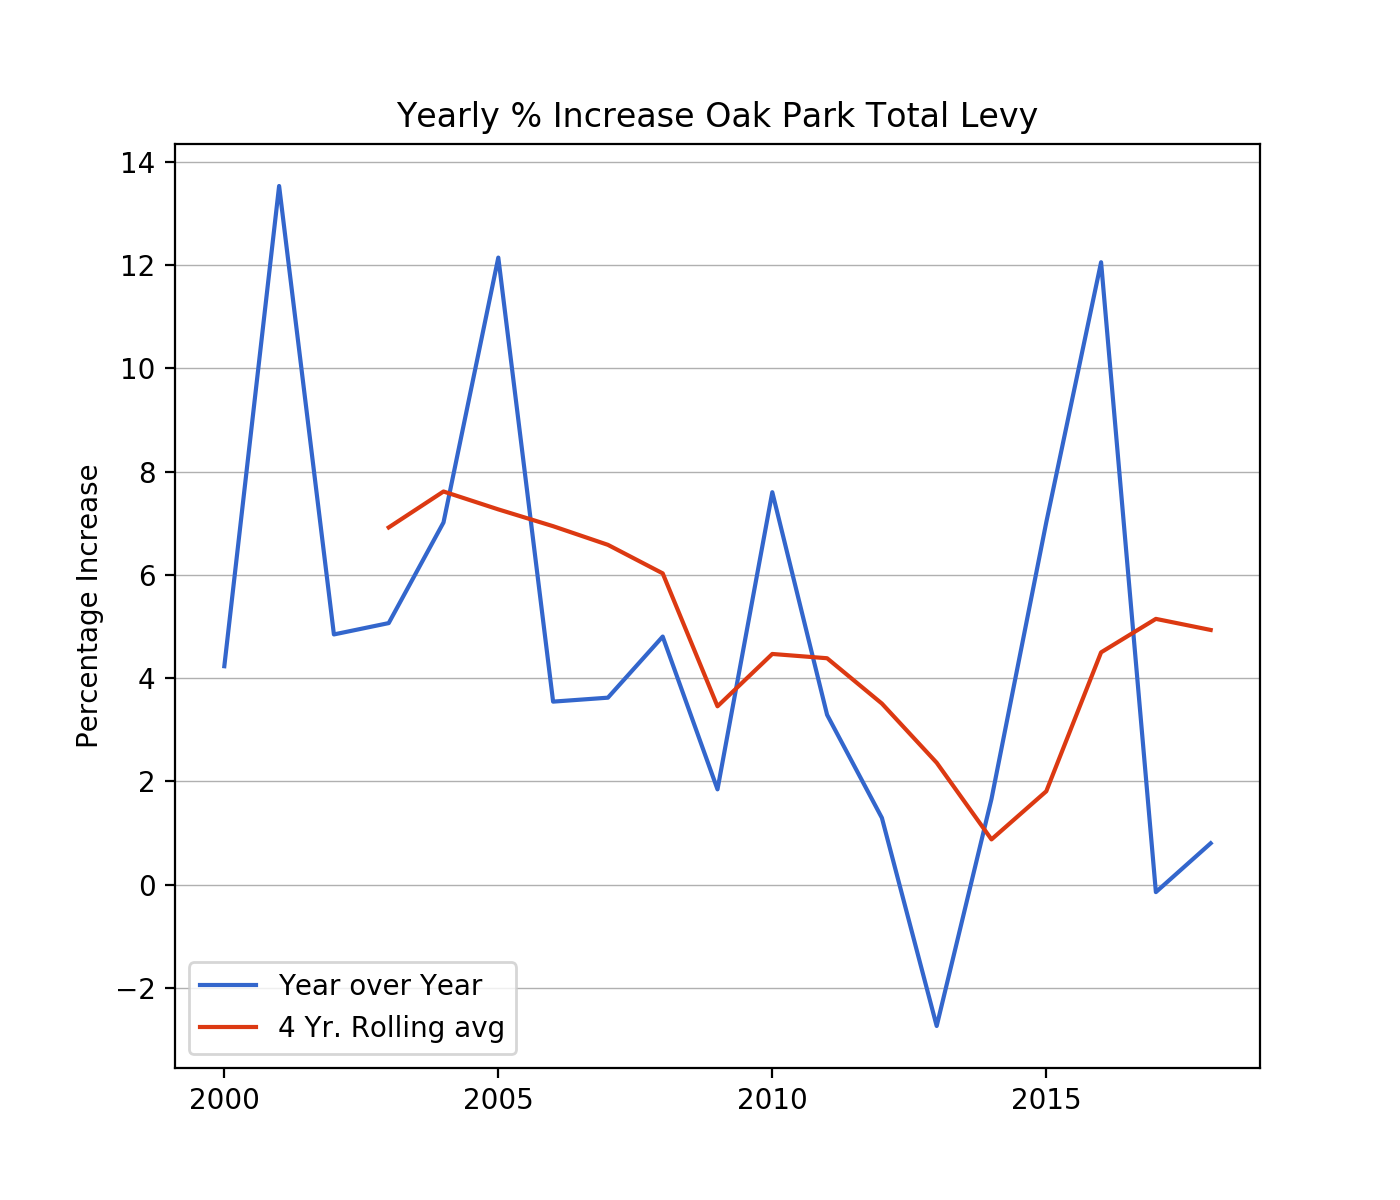 Yearly % Increase Oak Park Total Levy
14
12
10
8
6
4
2
0
−2
Percentage Increase
Year over Year
4 Yr. Rolling avg
2000 2005 2010 2015